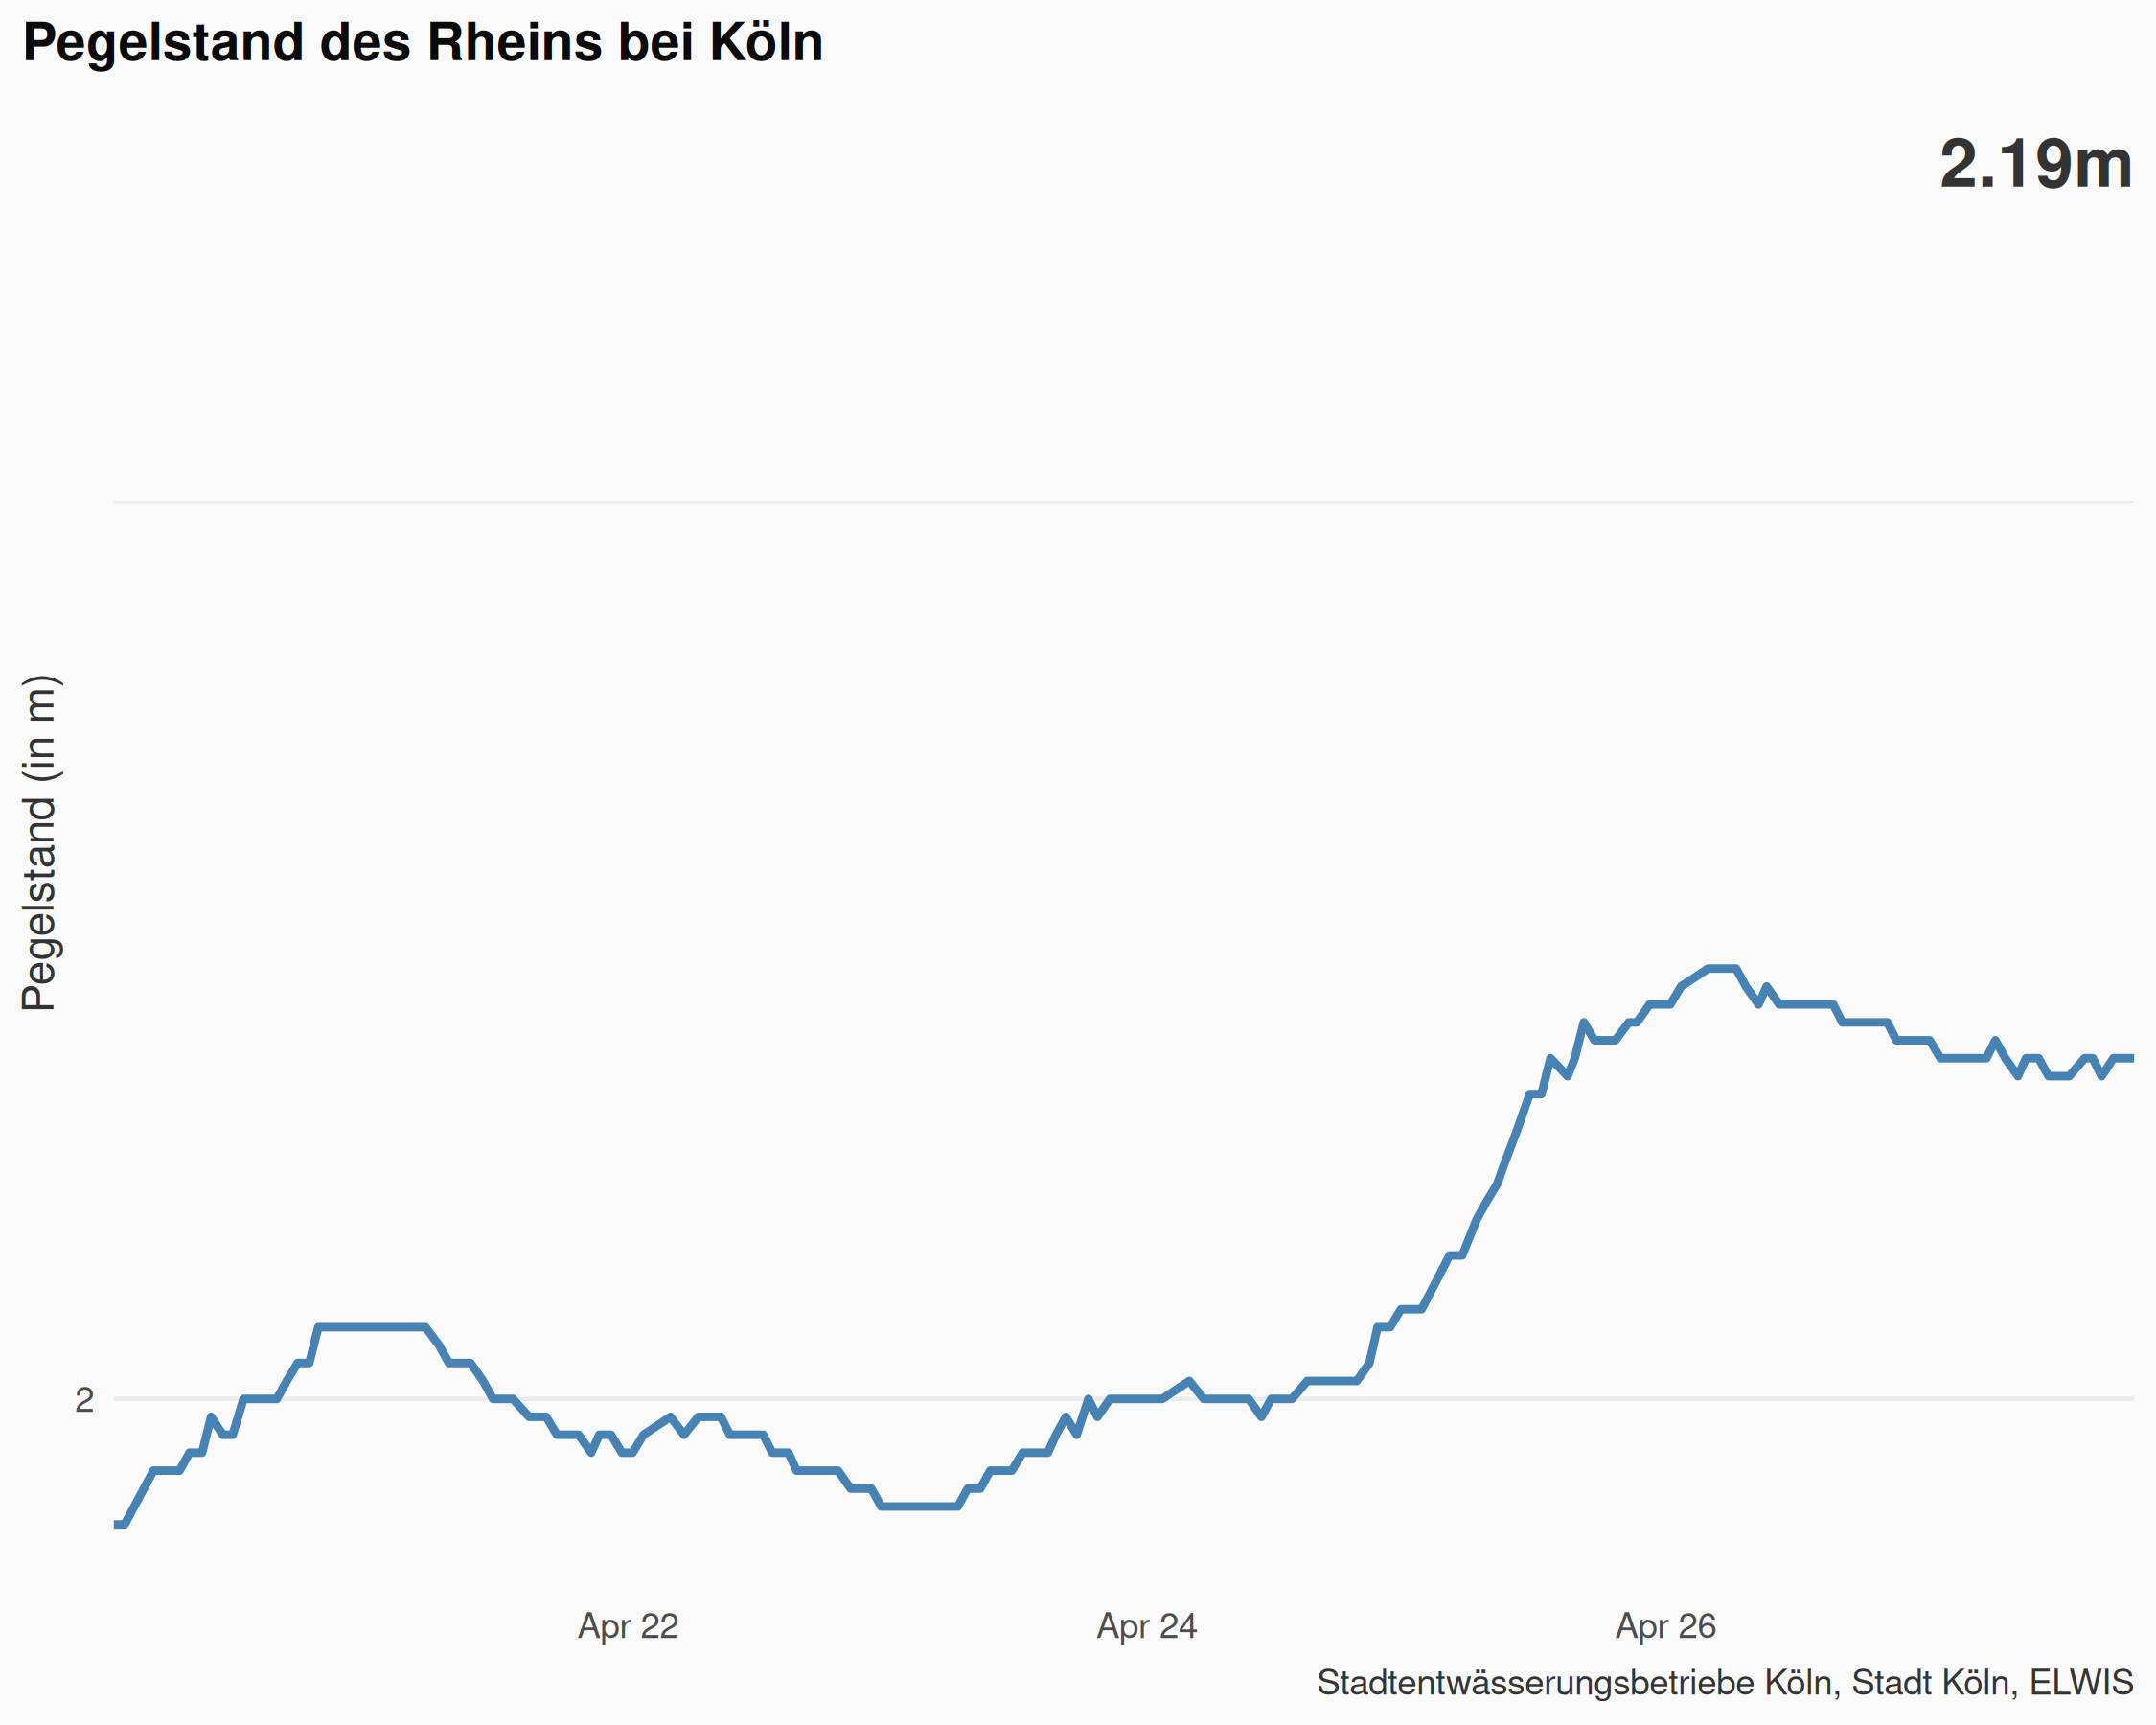 Pegelstand des Rheins bei Köln
2.19m
Pegelstand (in m)
2
Apr 22
Apr 24
Apr 26
Stadtentwässerungsbetriebe Köln, Stadt Köln, ELWIS